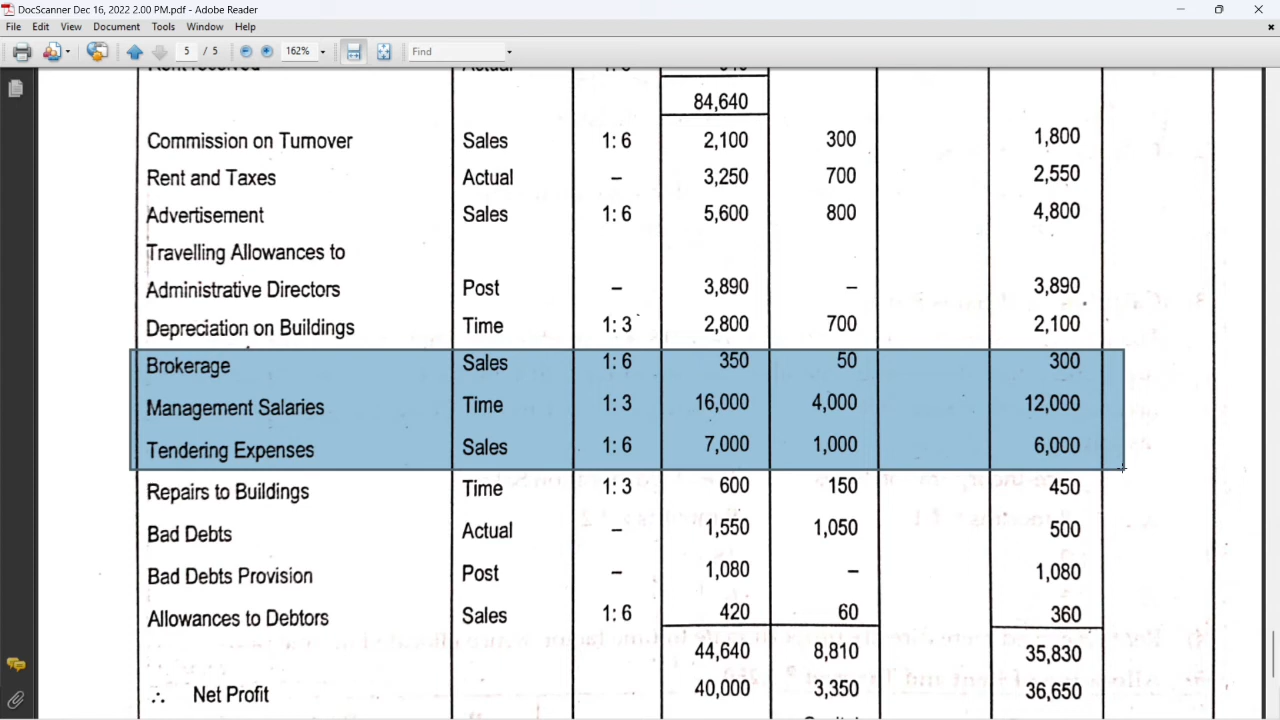 DocScanner Dec 16, 2022 2.00 PM.pdf - Adobe Reader
File Edit View Document Tools Window Help
5 / 5 162% Find
Rent received Actual 1: 6
84,640
Commission on Turnover Sales 1: 6 2,100 300 1,800
Rent and Taxes Actual – 3,250 700 2,550
Advertisement Sales 1: 6 5,600 800 4,800
Travelling Allowances to
Administrative Directors Post – 3,890 – 3,890
Depreciation on Buildings Time 1: 3 2,800 700 2,100
Brokerage Sales 1: 6 350 50 300
Management Salaries Time 1: 3 16,000 4,000 12,000
Tendering Expenses Sales 1: 6 7,000 1,000 6,000
Repairs to Buildings Time 1: 3 600 150 450
Bad Debts Actual – 1,550 1,050 500
Bad Debts Provision Post – 1,080 – 1,080
Allowances to Debtors Sales 1: 6 420 60 360
44,640 8,810 35,830
∴ Net Profit 40,000 3,350 36,650